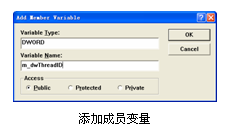 Add Member Variable
Variable Type:
OK
DWORD
Cancel
Variable Name:
m_dwThreadID
Access
Public Protected Private
添加成员变量